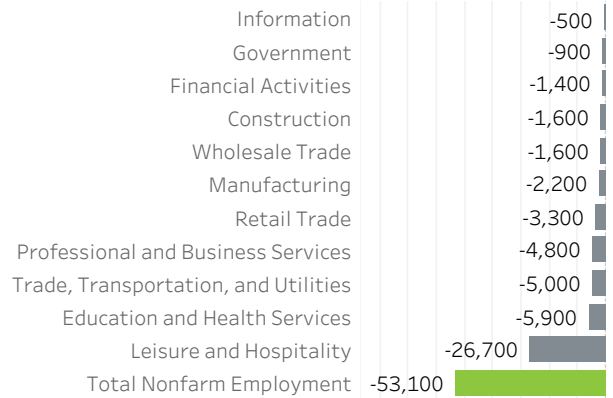 Information -500
Government -900
Financial Activities -1,400
Construction -1,600
Wholesale Trade -1,600
Manufacturing -2,200
Retail Trade -3,300
Professional and Business Services -4,800
Trade, Transportation, and Utilities -5,000
Education and Health Services -5,900
Leisure and Hospitality -26,700
Total Nonfarm Employment -53,100